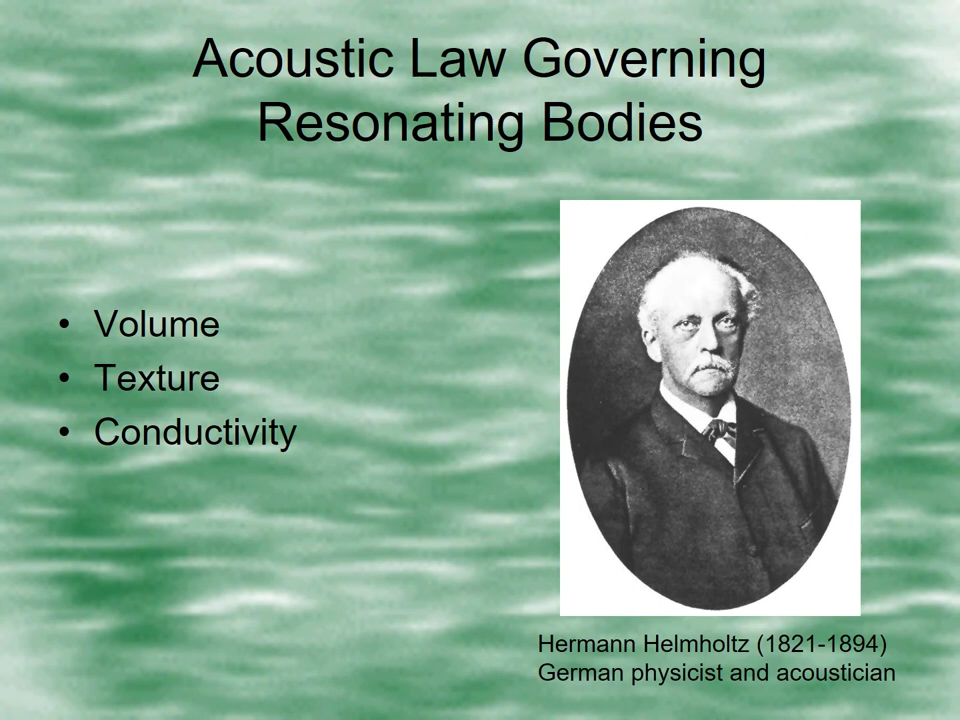 Acoustic Law Governing
Resonating Bodies
• Volume
• Texture
• Conductivity
Hermann Helmholtz (1821-1894)
German physicist and acoustician